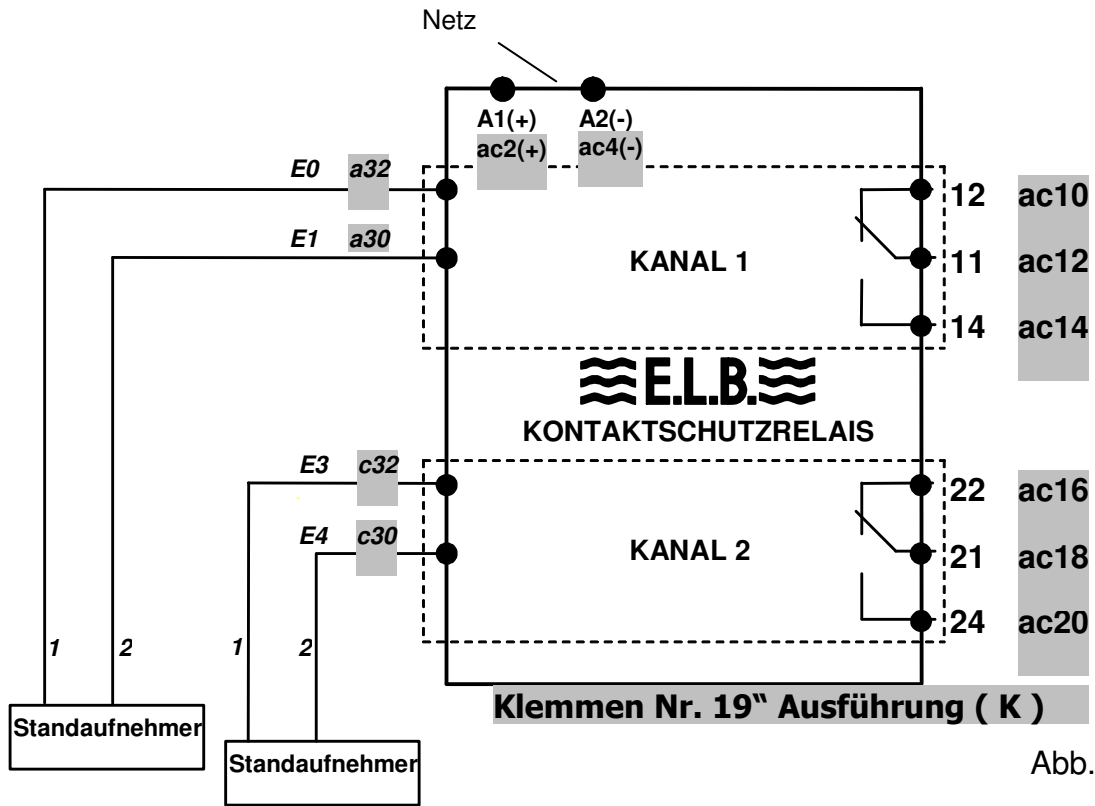 Netz
A1(+) A2(-)
ac2(+) ac4(-)
E0 a32
12 ac10
E1 a30
KANAL 1
11 ac12
14 ac14
E.L.B.
KONTAKTSCHUTZRELAIS
E3 c32
22 ac16
E4 c30
KANAL 2
21 ac18
24 ac20
1 2 1 2
Klemmen Nr. 19“ Ausführung ( K )
Standaufnehmer
Standaufnehmer
Abb.